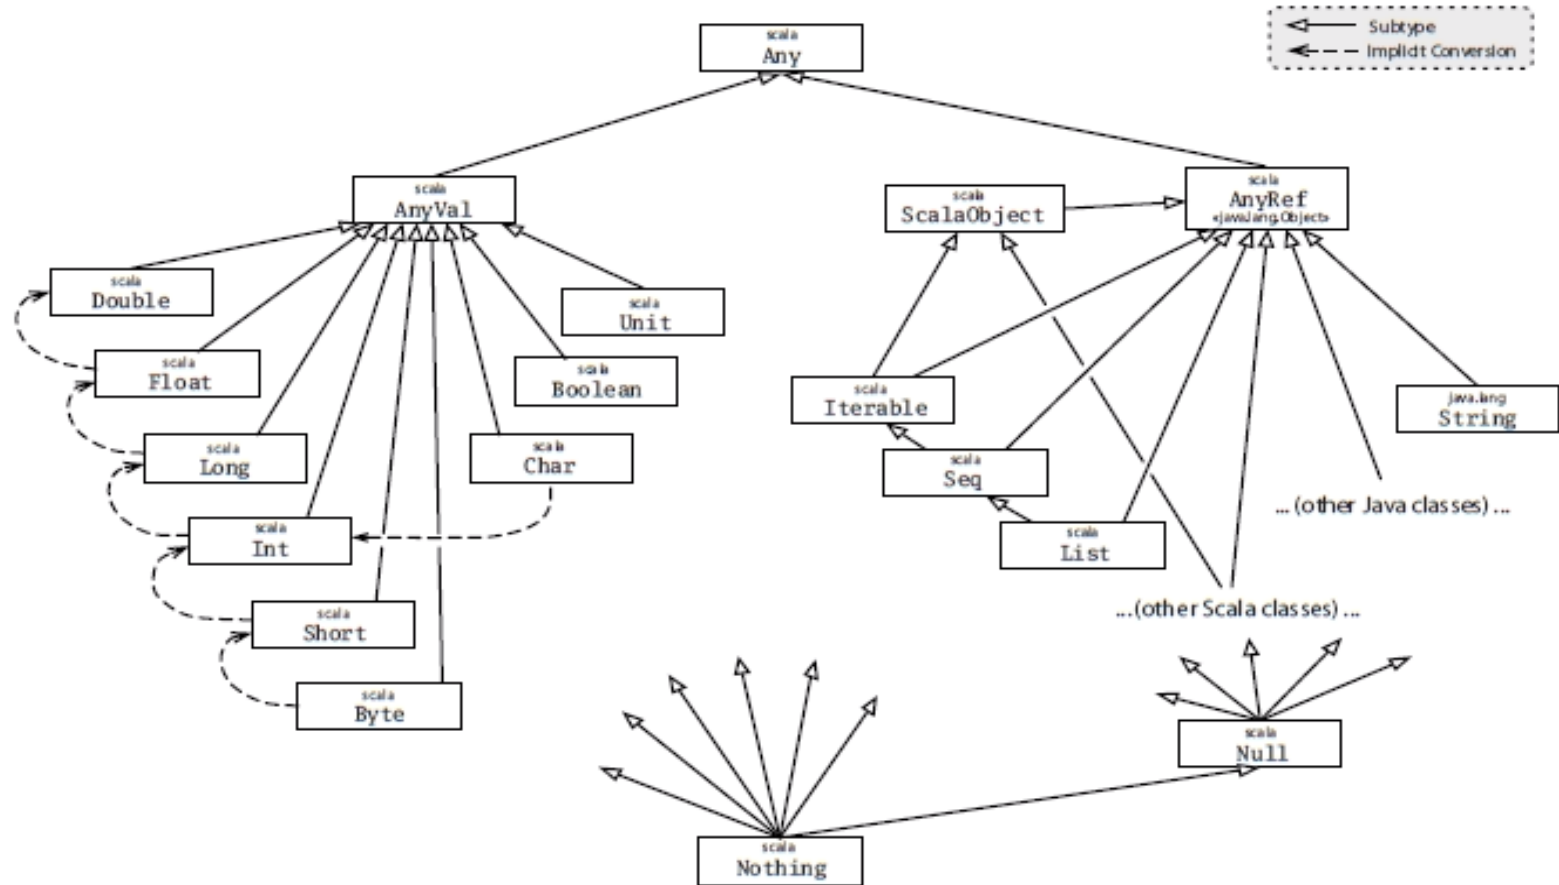 scala
Any
Subtype
Implicit Conversion
scala
AnyVal
scala
ScalaObject
scala
AnyRef
«java.lang.Object»
scala
Double
scala
Unit
scala
Float
scala
Boolean
scala
Iterable
java.lang
String
scala
Long
scala
Char
scala
Seq
... (other Java classes) ...
scala
Int
scala
List
...(other Scala classes) ...
scala
Short
scala
Byte
scala
Null
scala
Nothing